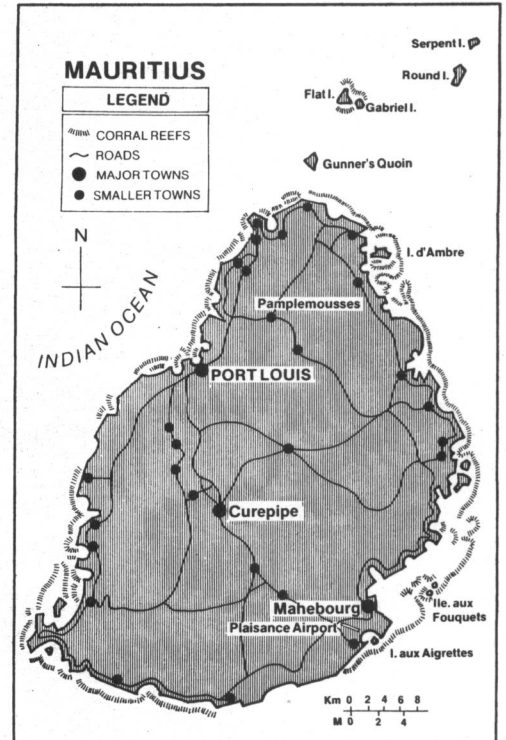 Serpent I.
MAURITIUS
Round I.
LEGEND
Flat I.
Gabriel I.
CORRAL REEFS
ROADS
MAJOR TOWNS
SMALLER TOWNS
Gunner's Quoin
N
I. d'Ambre
INDIAN OCEAN
Pamplemousses
PORT LOUIS
Curepipe
Mahebourg
Ile. aux
Fouquets
Plaisance Airport
I. aux Aigrettes
Km 0 2 4 6 8
M 0 2 4